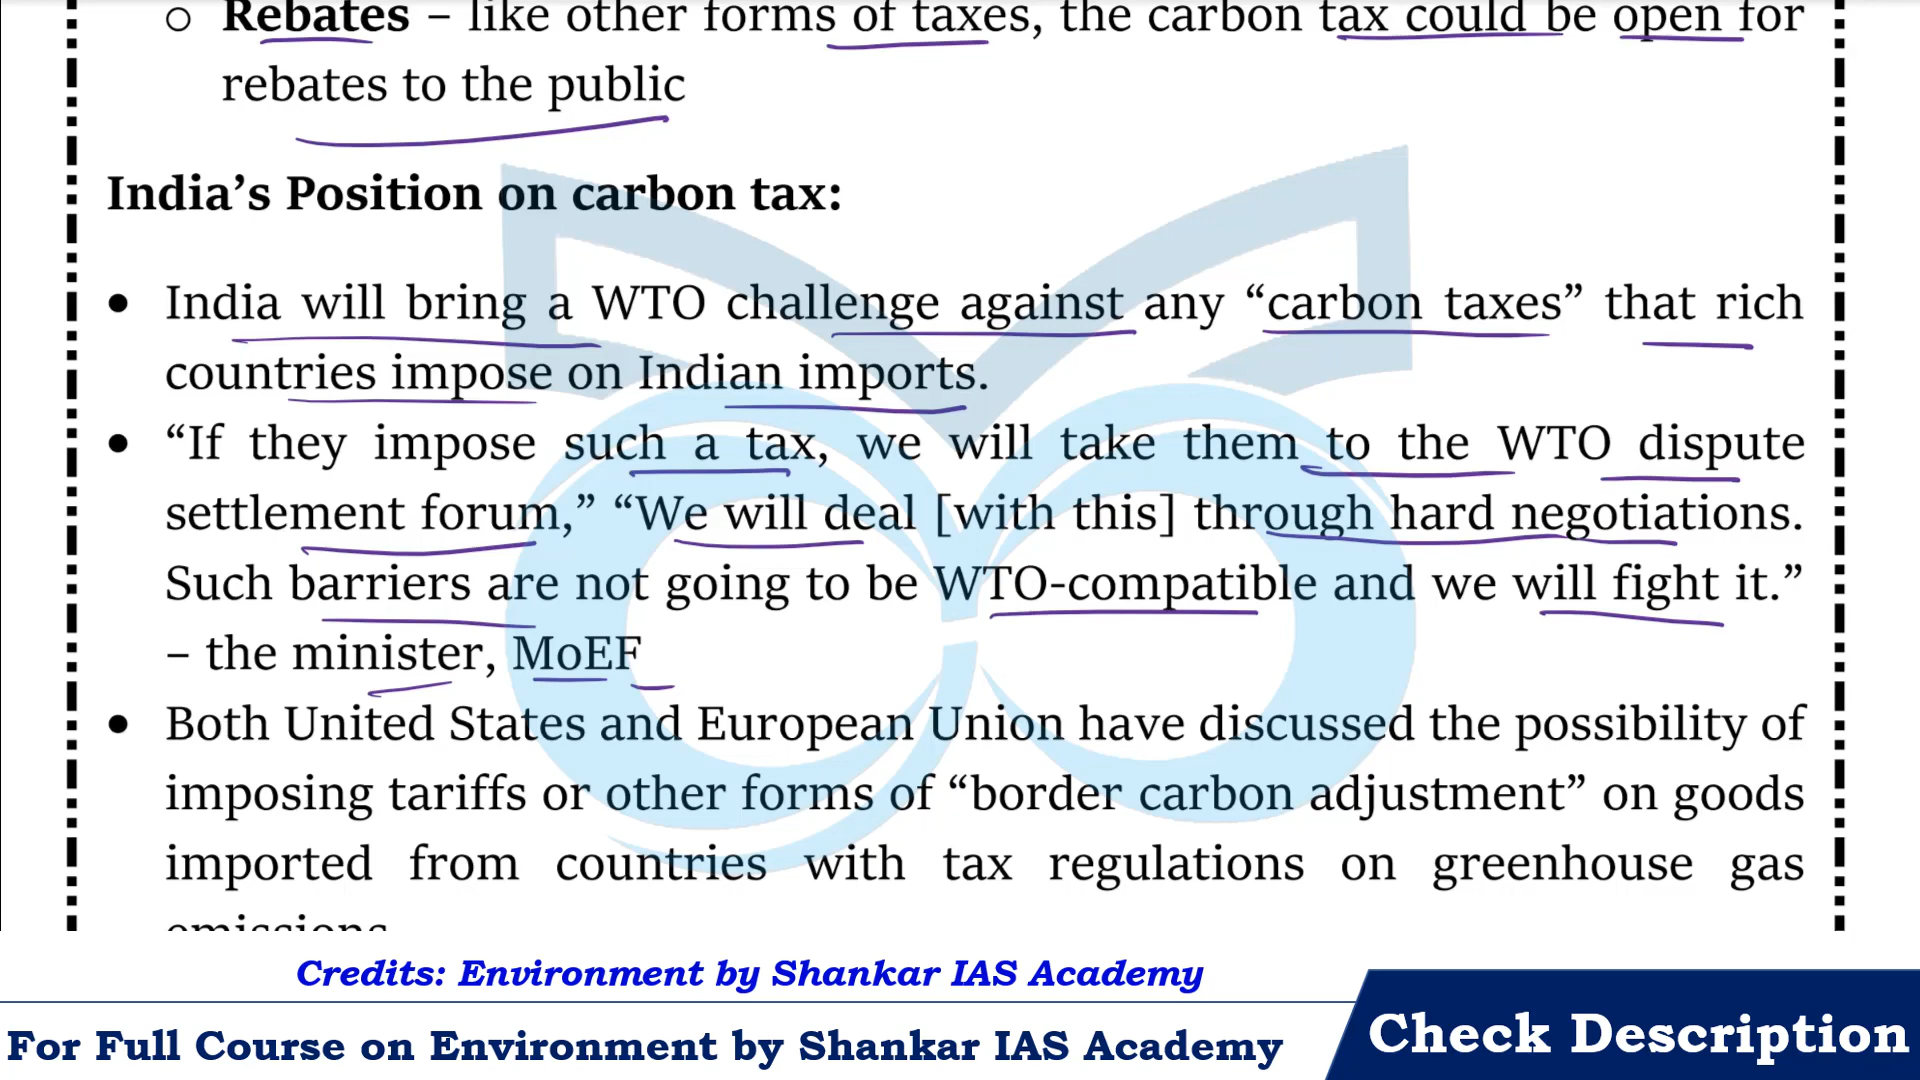 ○ Rebates – like other forms of taxes, the carbon tax could be open for
rebates to the public
India’s Position on carbon tax:
• India will bring a WTO challenge against any “carbon taxes” that rich
countries impose on Indian imports.
• “If they impose such a tax, we will take them to the WTO dispute
settlement forum,” “We will deal [with this] through hard negotiations.
Such barriers are not going to be WTO-compatible and we will fight it.”
– the minister, MoEF
• Both United States and European Union have discussed the possibility of
imposing tariffs or other forms of “border carbon adjustment” on goods
imported from countries with tax regulations on greenhouse gas
emissions
Credits: Environment by Shankar IAS Academy
For Full Course on Environment by Shankar IAS Academy
Check Description